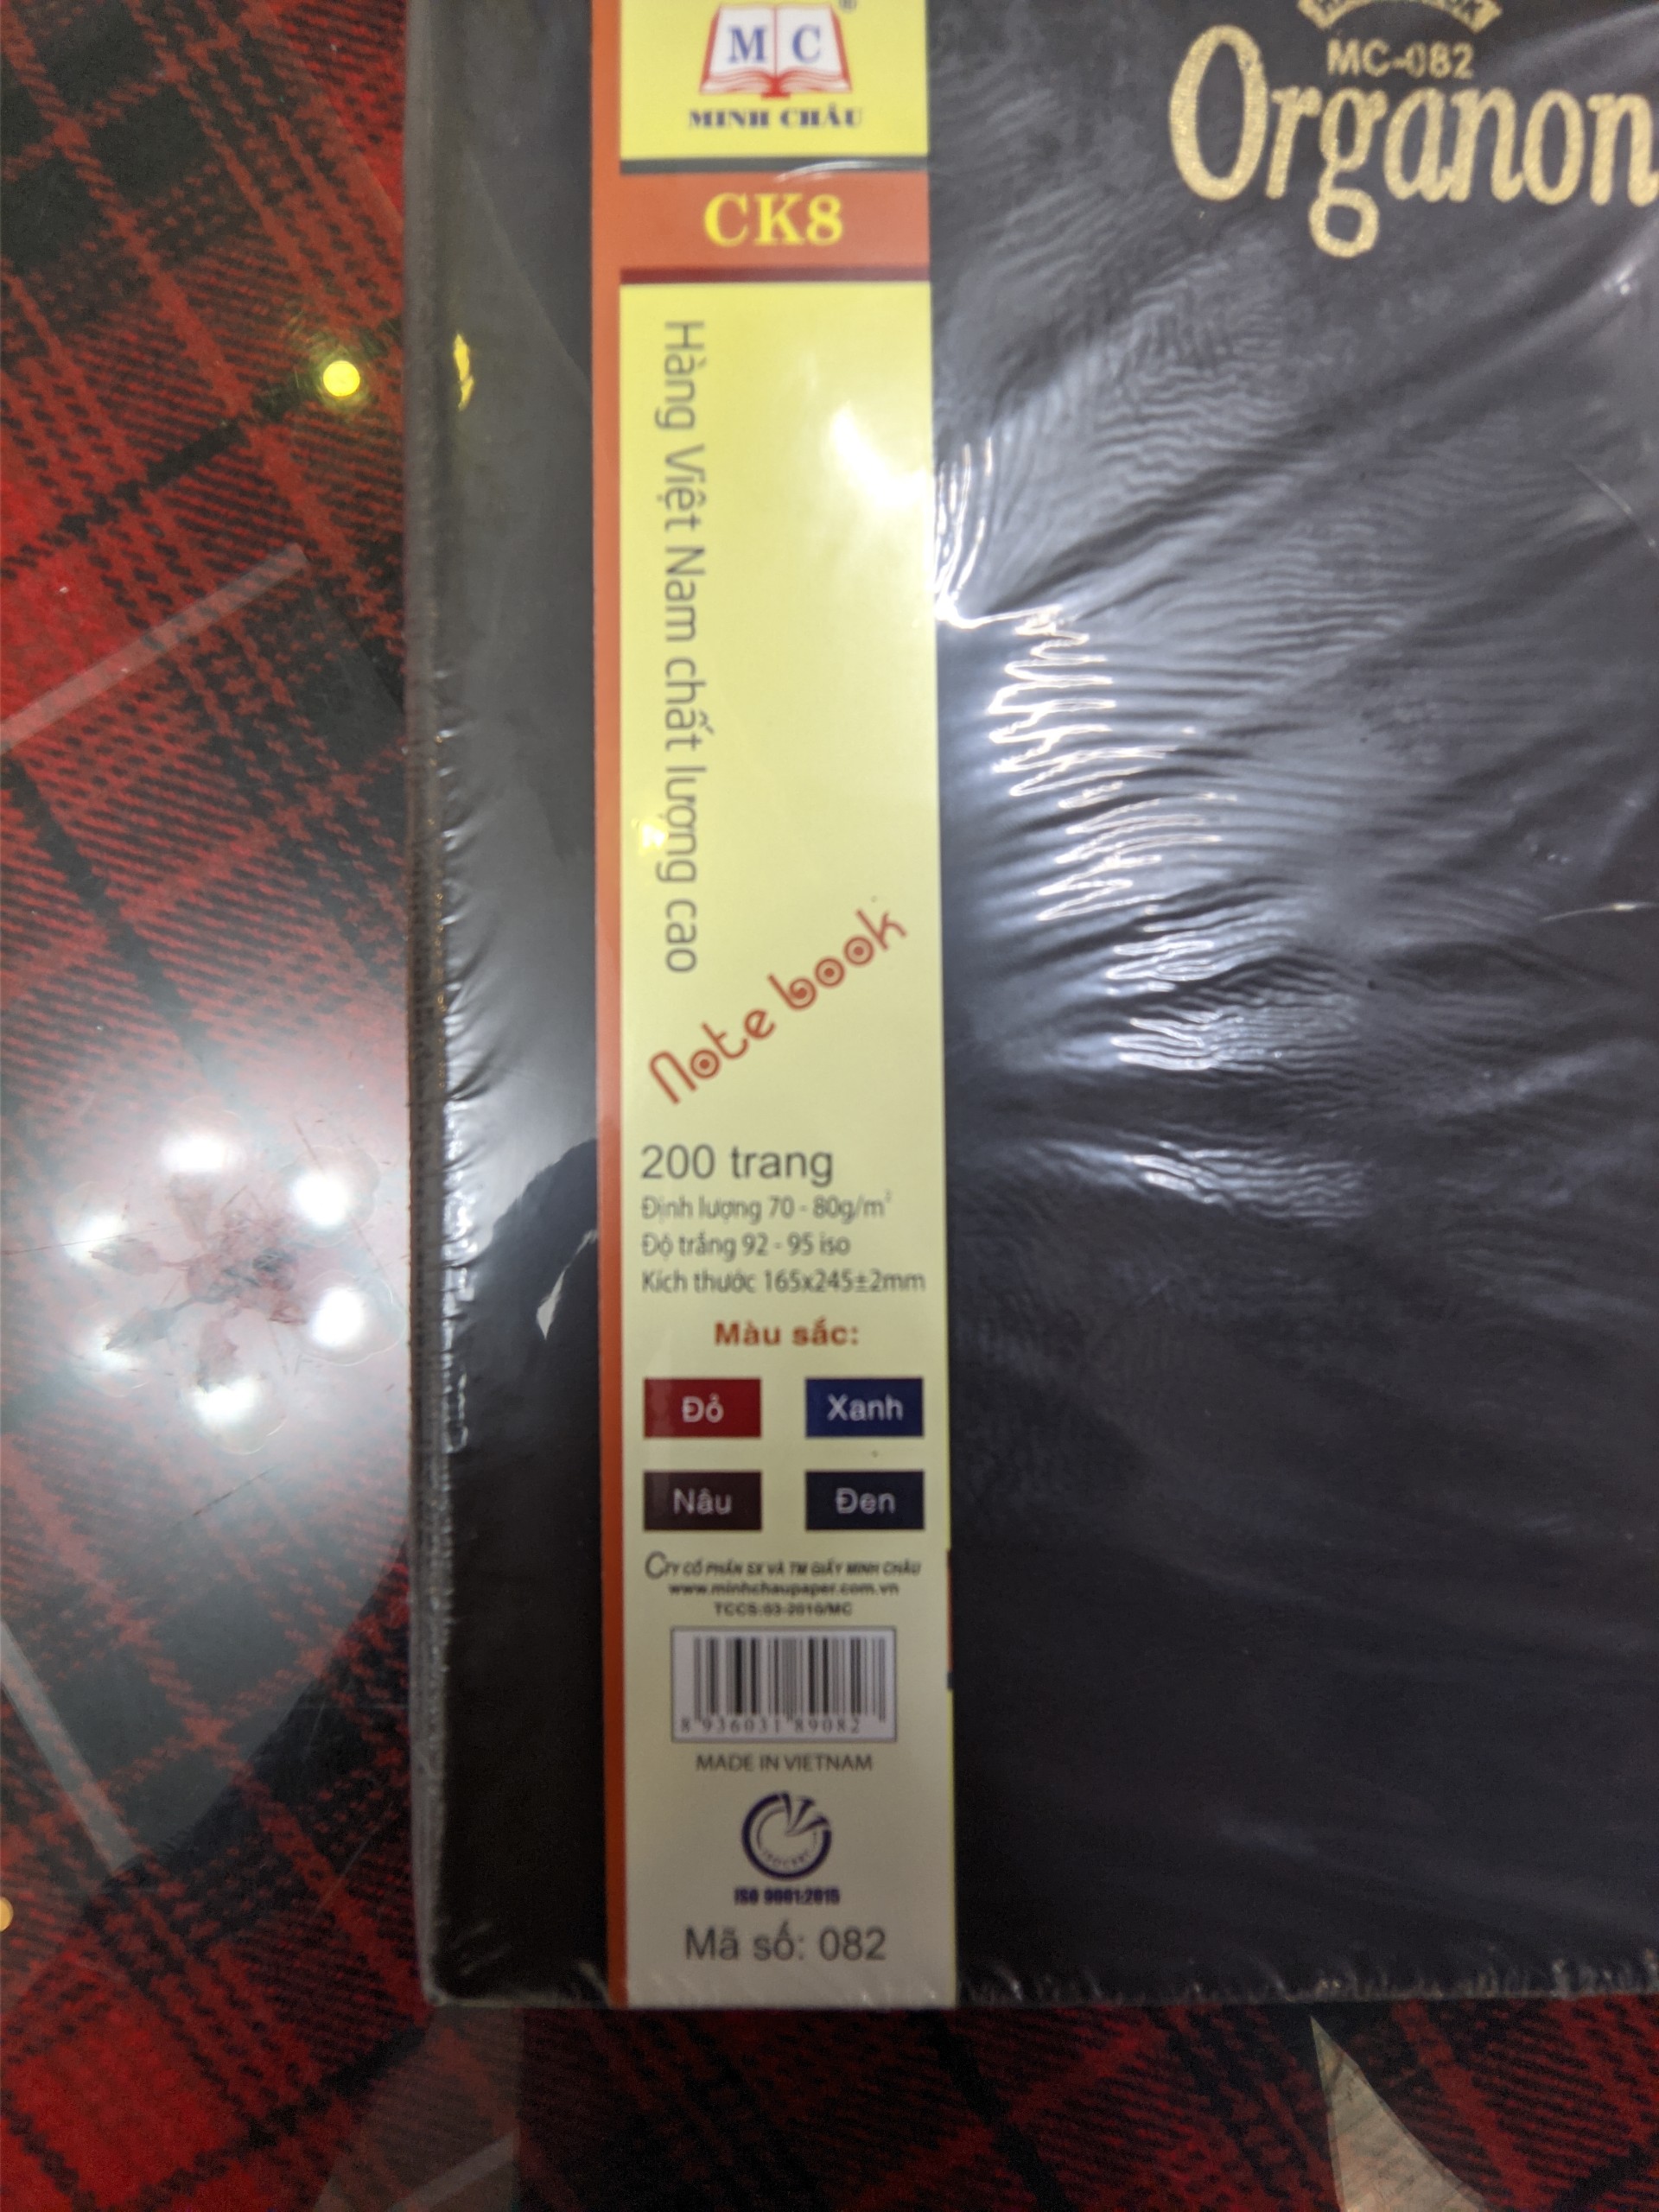 M C ®
MINH CHÂU
CK8
Hàng Việt Nam chất lượng cao
Note book
200 trang
Định lượng 70 - 80g/m²
Độ trắng 92 - 95 iso
Kích thước 165x245±2mm
Màu sắc:
Đỏ Xanh
Nâu Đen
CTY CỔ PHẦN SX VÀ TM GIẤY MINH CHÂU
www.minhchaupaper.com.vn
TCCS:03-2010/MC
8 936031 89082
MADE IN VIETNAM
ISO 9001:2015
Mã số: 082
MC-082
Organon